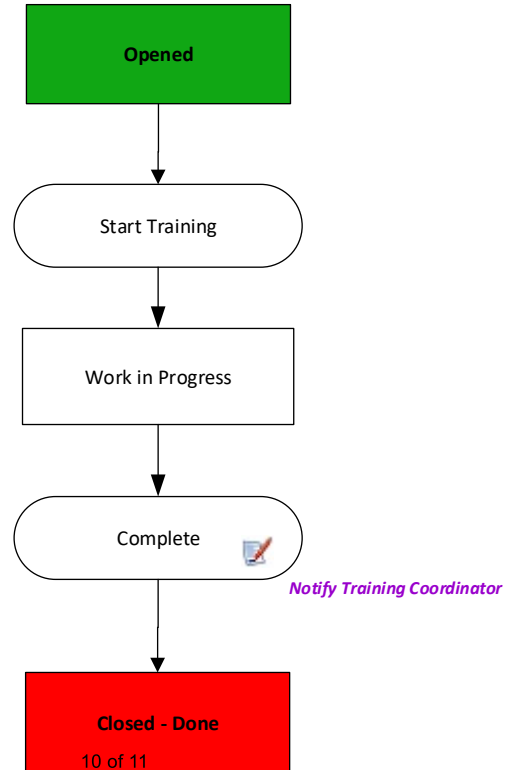 Opened
Start Training
Work in Progress
Complete
Notify Training Coordinator
Closed - Done
10 of 11